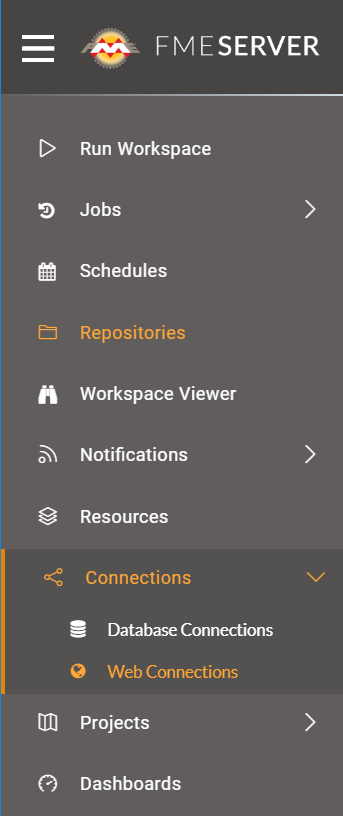 FMESERVER
Run Workspace
Jobs
Schedules
Repositories
Workspace Viewer
Notifications
Resources
Connections
Database Connections
Web Connections
Projects
Dashboards